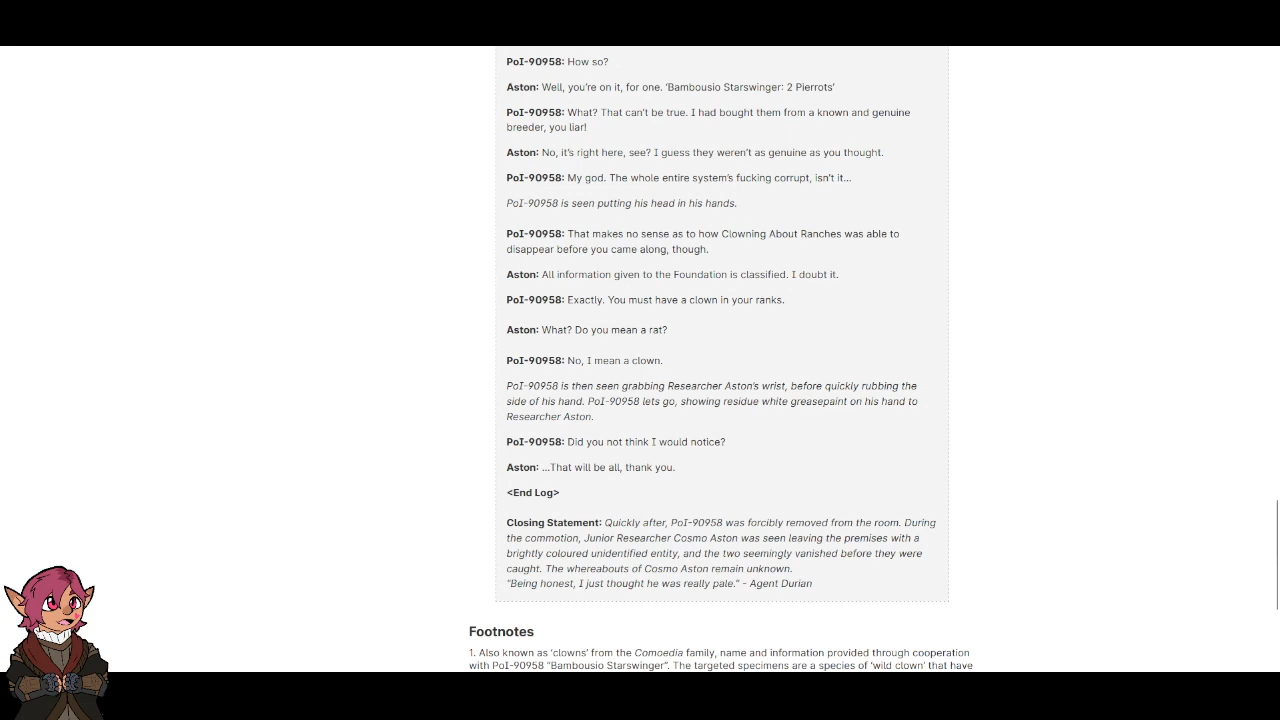 PoI-90958: How so?
Aston: Well, you're on it, for one. 'Bambousio Starswinger: 2 Pierrots'
PoI-90958: What? That can't be true. I had bought them from a known and genuine
breeder, you liar!
Aston: No, it's right here, see? I guess they weren't as genuine as you thought.
PoI-90958: My god. The whole entire system's fucking corrupt, isn't it…
PoI-90958 is seen putting his head in his hands.
PoI-90958: That makes no sense as to how Clowning About Ranches was able to
disappear before you came along, though.
Aston: All information given to the Foundation is classified. I doubt it.
PoI-90958: Exactly. You must have a clown in your ranks.
Aston: What? Do you mean a rat?
PoI-90958: No, I mean a clown.
PoI-90958 is then seen grabbing Researcher Aston's wrist, before quickly rubbing the
side of his hand. PoI-90958 lets go, showing residue white greasepaint on his hand to
Researcher Aston.
PoI-90958: Did you not think I would notice?
Aston: …That will be all, thank you.
<End Log>
Closing Statement: Quickly after, PoI-90958 was forcibly removed from the room. During
the commotion, Junior Researcher Cosmo Aston was seen leaving the premises with a
brightly coloured unidentified entity, and the two seemingly vanished before they were
caught. The whereabouts of Cosmo Aston remain unknown.
"Being honest, I just thought he was really pale." - Agent Durian
Footnotes
1. Also known as 'clowns' from the Comoedia family, name and information provided through cooperation
with PoI-90958 "Bambousio Starswinger". The targeted specimens are a species of 'wild clown' that have